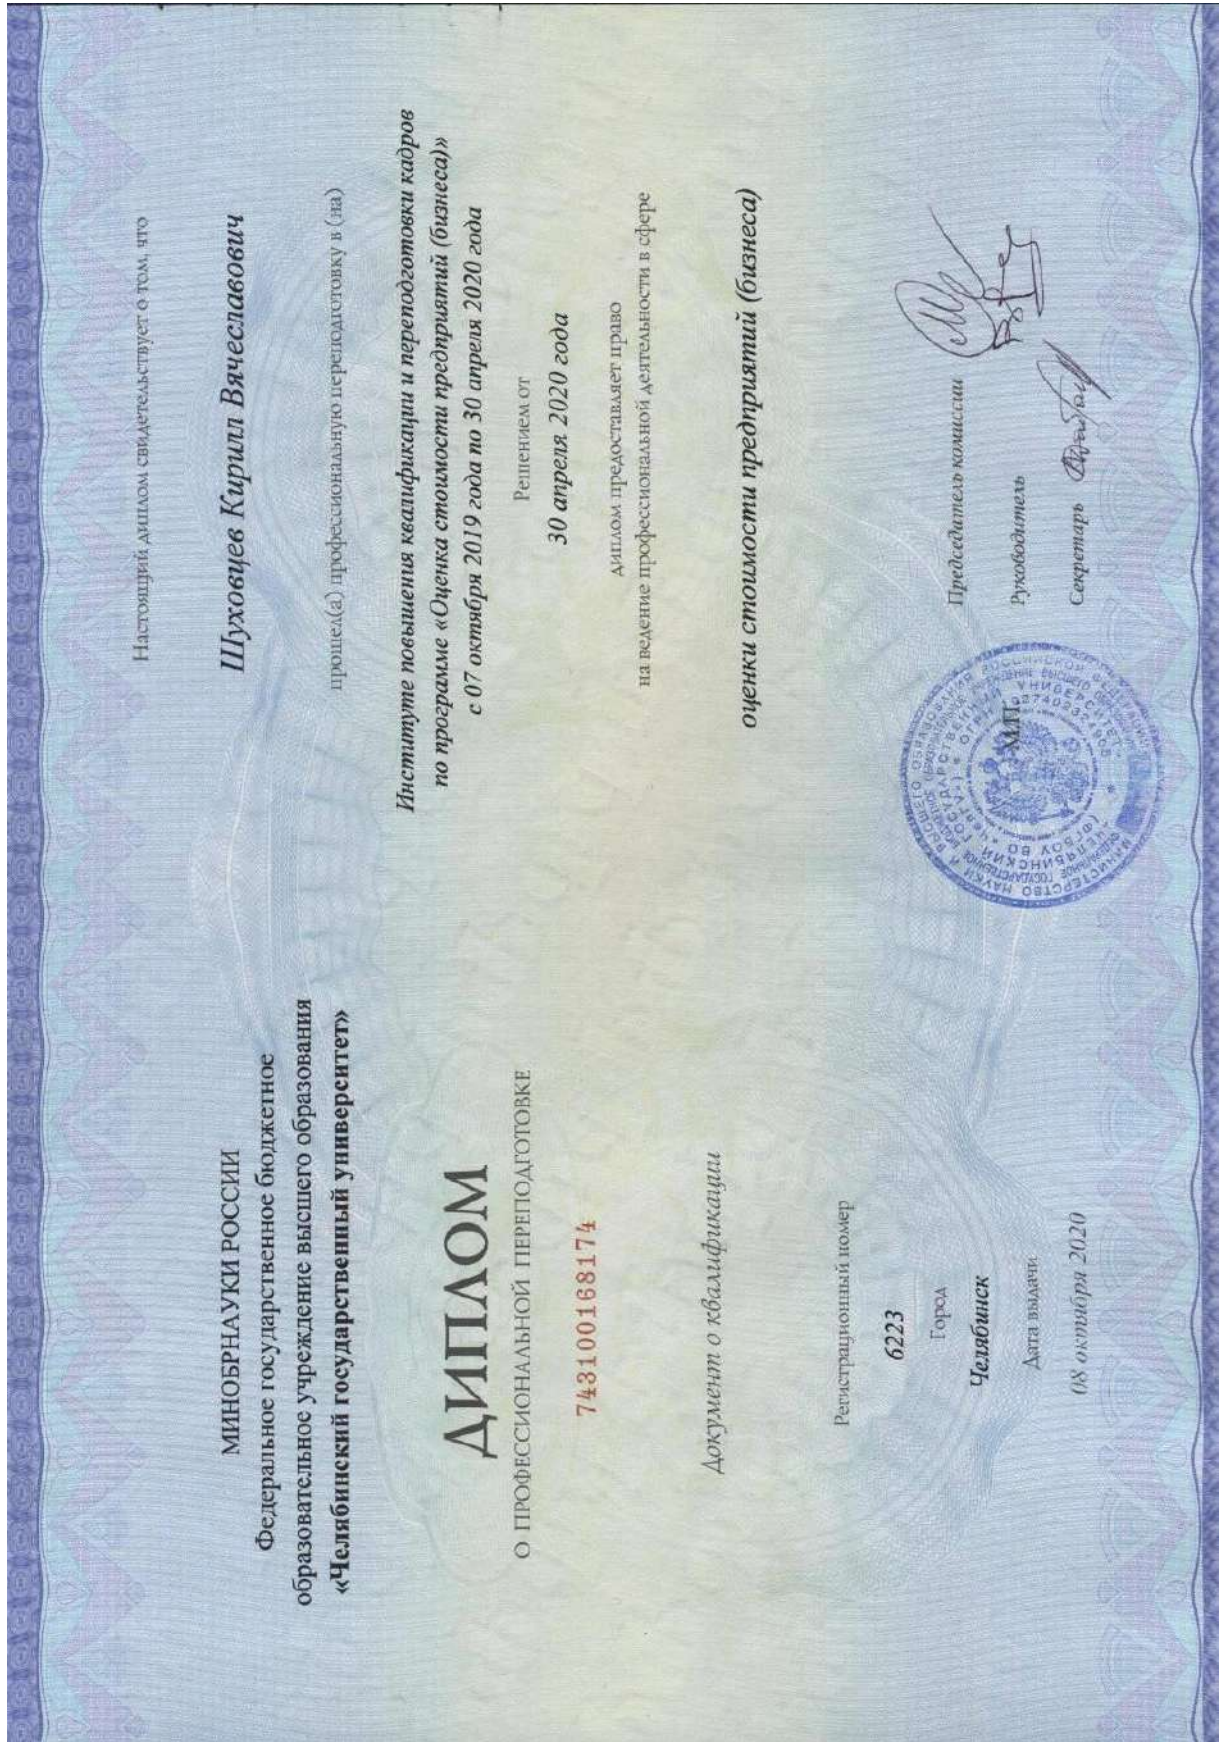 МИНОБРНАУКИ РОССИИ
Федеральное государственное бюджетное
образовательное учреждение высшего образования
«Челябинский государственный университет»
ДИПЛОМ
О ПРОФЕССИОНАЛЬНОЙ ПЕРЕПОДГОТОВКЕ
743100168174
Документ о квалификации
Регистрационный номер
6223
Город
Челябинск
Дата выдачи
08 октября 2020
Настоящий диплом свидетельствует о том, что
Шуховцев Кирилл Вячеславович
прошел(а) профессиональную переподготовку в (на)
Институте повышения квалификации и переподготовки кадров
по программе «Оценка стоимости предприятий (бизнеса)»
с 07 октября 2019 года по 30 апреля 2020 года
Решением от
30 апреля 2020 года
диплом предоставляет право
на ведение профессиональной деятельности в сфере
оценки стоимости предприятий (бизнеса)
Председатель комиссии
Руководитель
Секретарь
М.П.